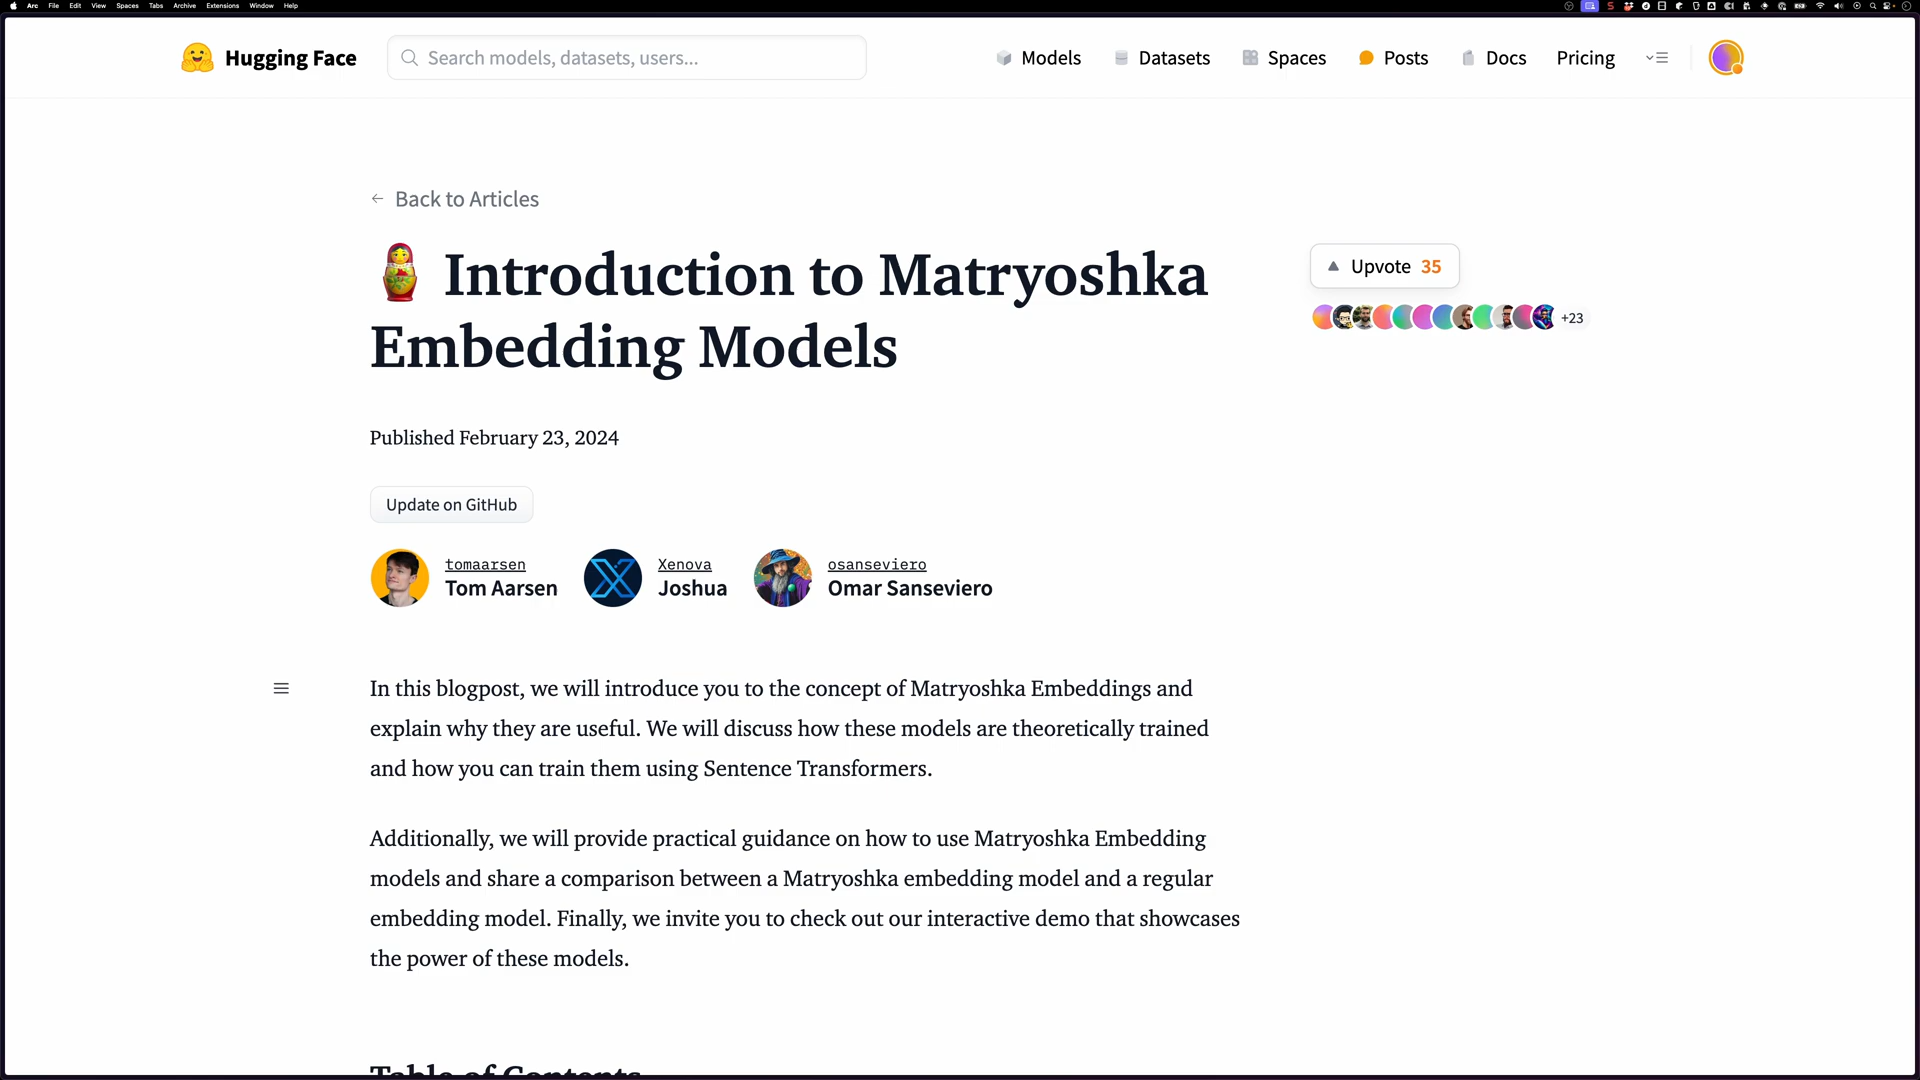 Arc File Edit View Spaces Tabs Archive Extensions Window Help
Hugging Face
Search models, datasets, users...
Models
Datasets
Spaces
Posts
Docs
Pricing
← Back to Articles
Introduction to Matryoshka
Embedding Models
Upvote 35
+23
Published February 23, 2024
Update on GitHub
tomaarsen
Tom Aarsen
Xenova
Joshua
osanseviero
Omar Sanseviero
In this blogpost, we will introduce you to the concept of Matryoshka Embeddings and
explain why they are useful. We will discuss how these models are theoretically trained
and how you can train them using Sentence Transformers.
Additionally, we will provide practical guidance on how to use Matryoshka Embedding
models and share a comparison between a Matryoshka embedding model and a regular
embedding model. Finally, we invite you to check out our interactive demo that showcases
the power of these models.
Table of Contents